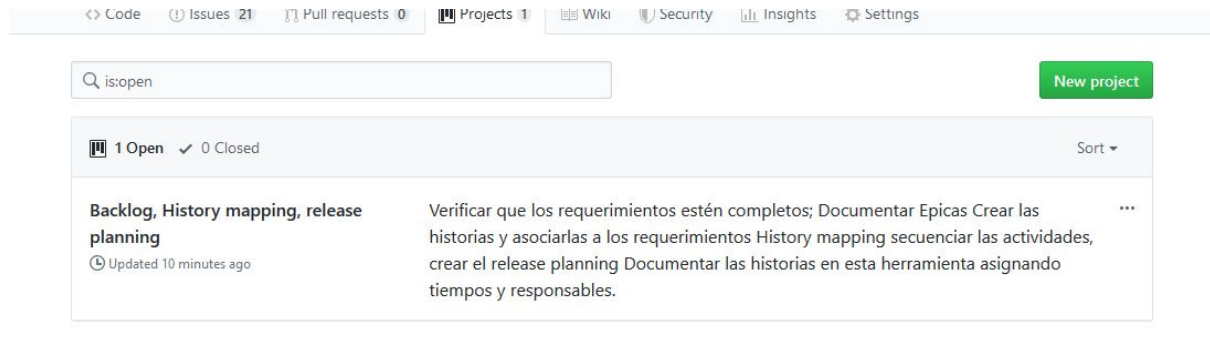 Code Issues 21 Pull requests 0 Projects 1 Wiki Security Insights Settings
is:open
New project
1 Open 0 Closed
Sort
Backlog, History mapping, release
planning
Updated 10 minutes ago
Verificar que los requerimientos estén completos; Documentar Epicas Crear las
historias y asociarlas a los requerimientos History mapping secuenciar las actividades,
crear el release planning Documentar las historias en esta herramienta asignando
tiempos y responsables.